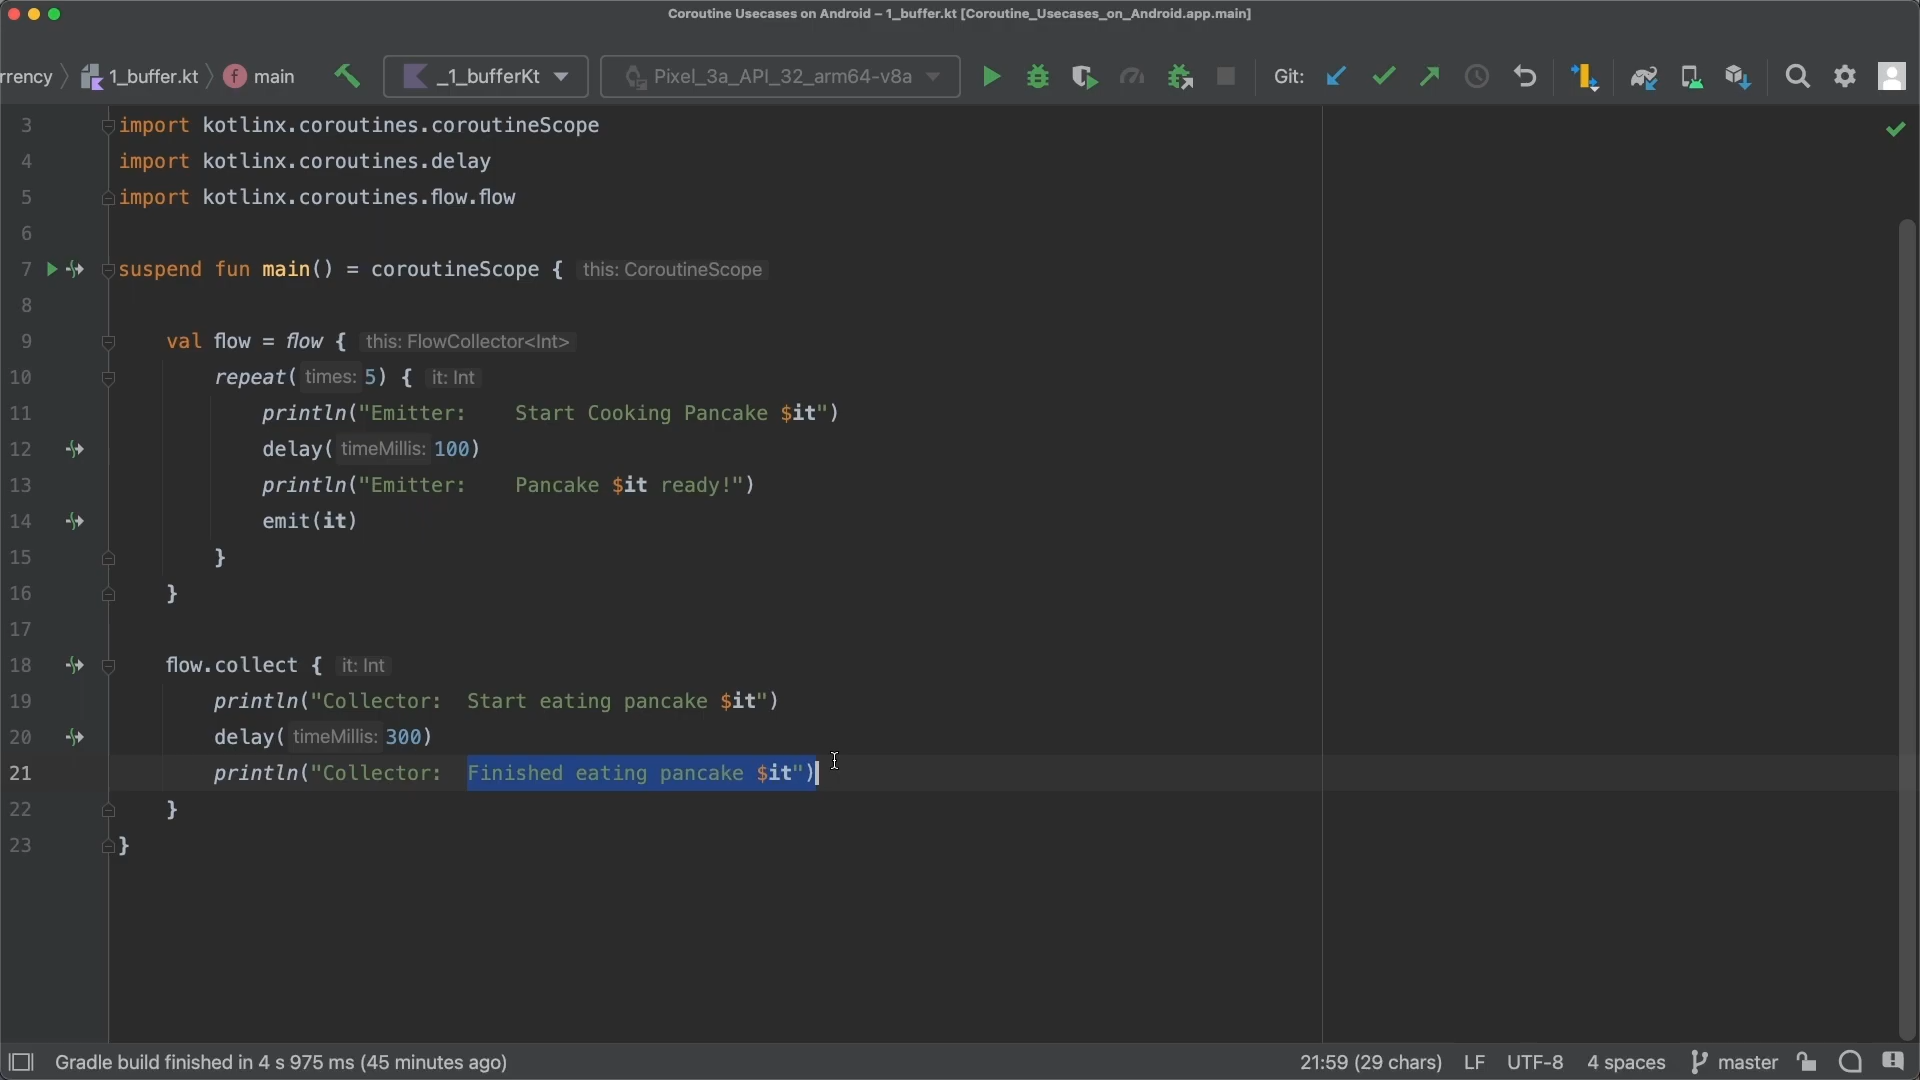 Coroutine Usecases on Android – 1_buffer.kt [Coroutine_Usecases_on_Android.app.main]
rrency 1_buffer.kt f main _1_bufferKt Pixel_3a_API_32_arm64-v8a Git:
3 import kotlinx.coroutines.coroutineScope
4 import kotlinx.coroutines.delay
5 import kotlinx.coroutines.flow.flow
6
7 suspend fun main() = coroutineScope { this: CoroutineScope
8
9 val flow = flow { this: FlowCollector<Int>
10 repeat( times: 5) { it: Int
11 println("Emitter:    Start Cooking Pancake $it")
12 delay( timeMillis: 100)
13 println("Emitter:    Pancake $it ready!")
14 emit(it)
15 }
16 }
17
18 flow.collect { it: Int
19 println("Collector:  Start eating pancake $it")
20 delay( timeMillis: 300)
21 println("Collector:  Finished eating pancake $it")
22 }
23 }
Gradle build finished in 4 s 975 ms (45 minutes ago) 21:59 (29 chars) LF UTF-8 4 spaces master